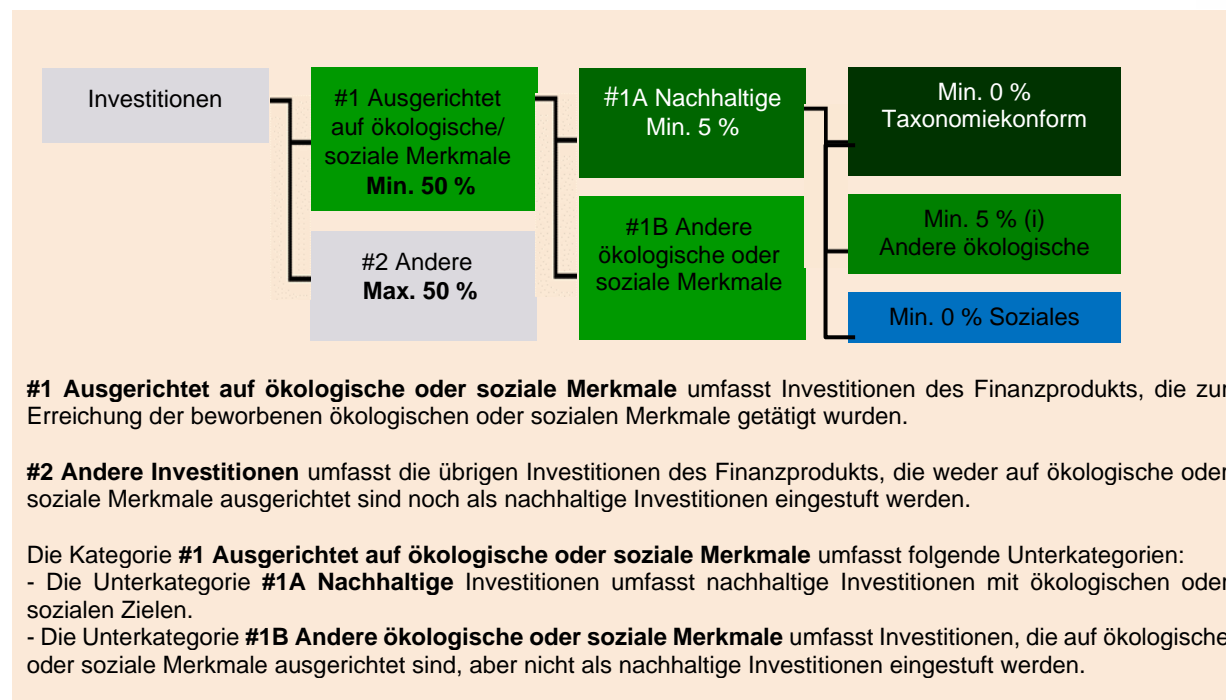 Investitionen
#1 Ausgerichtet
auf ökologische/
soziale Merkmale
Min. 50 %
#2 Andere
Max. 50 %
#1A Nachhaltige
Min. 5 %
#1B Andere
ökologische oder
soziale Merkmale
Min. 0 %
Taxonomiekonform
Min. 5 % (i)
Andere ökologische
Min. 0 % Soziales
#1 Ausgerichtet auf ökologische oder soziale Merkmale umfasst Investitionen des Finanzprodukts, die zur
Erreichung der beworbenen ökologischen oder sozialen Merkmale getätigt wurden.
#2 Andere Investitionen umfasst die übrigen Investitionen des Finanzprodukts, die weder auf ökologische oder
soziale Merkmale ausgerichtet sind noch als nachhaltige Investitionen eingestuft werden.
Die Kategorie #1 Ausgerichtet auf ökologische oder soziale Merkmale umfasst folgende Unterkategorien:
- Die Unterkategorie #1A Nachhaltige Investitionen umfasst nachhaltige Investitionen mit ökologischen oder
sozialen Zielen.
- Die Unterkategorie #1B Andere ökologische oder soziale Merkmale umfasst Investitionen, die auf ökologische
oder soziale Merkmale ausgerichtet sind, aber nicht als nachhaltige Investitionen eingestuft werden.